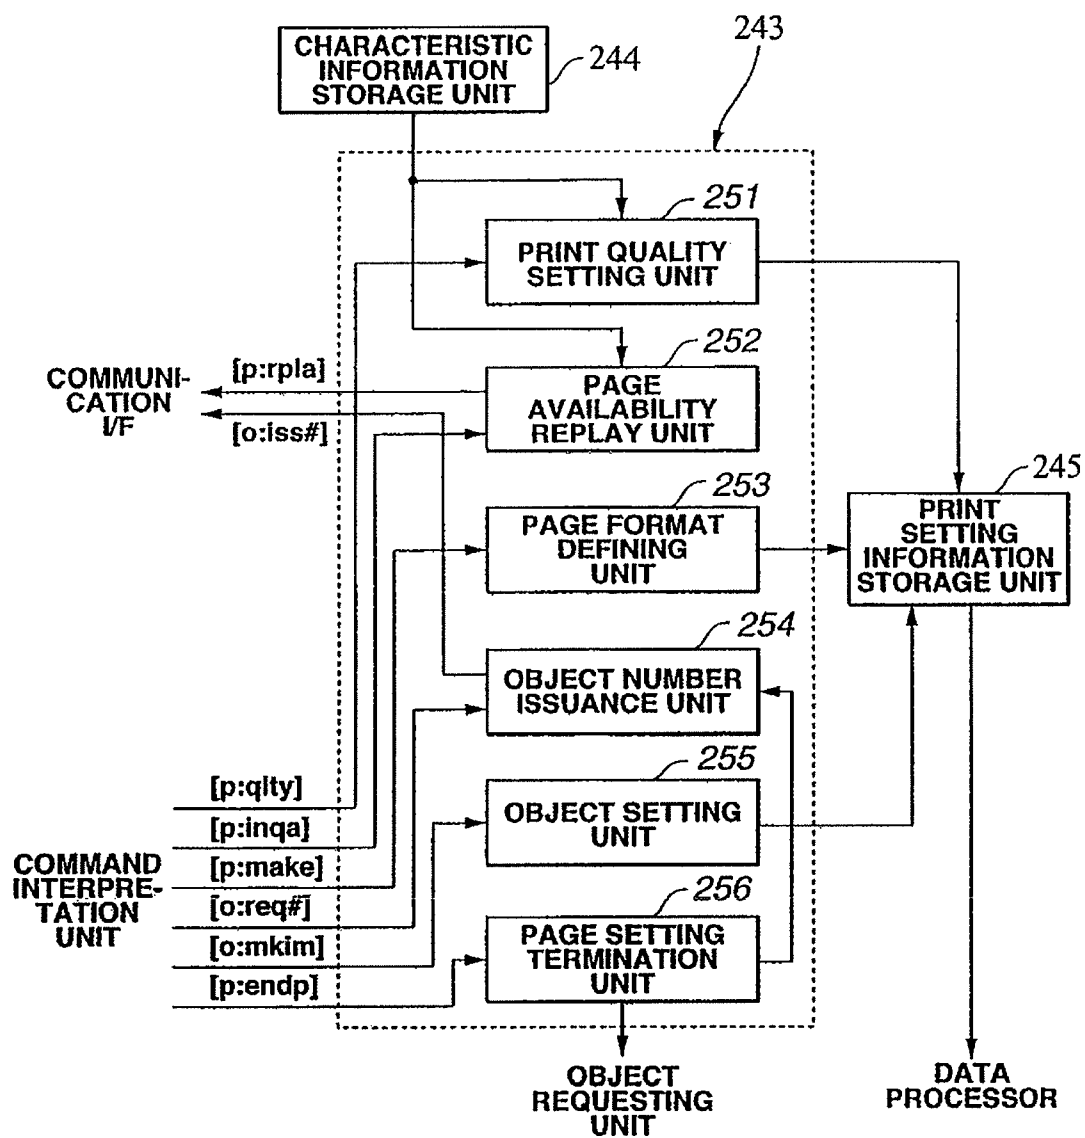 243
CHARACTERISTIC
INFORMATION
STORAGE UNIT
244
251
PRINT QUALITY
SETTING UNIT
252
[p:rpla]
PAGE
AVAILABILITY
REPLAY UNIT
COMMUNI-
CATION
I/F
[o:iss#]
253
PAGE FORMAT
DEFINING
UNIT
245
PRINT
SETTING
INFORMATION
STORAGE UNIT
254
OBJECT NUMBER
ISSUANCE UNIT
255
OBJECT SETTING
UNIT
[p:qlty]
[p:inqa]
[p:make]
[o:req#]
[o:mkim]
[p:endp]
COMMAND
INTERPRE-
TATION
UNIT
256
PAGE SETTING
TERMINATION
UNIT
OBJECT
REQUESTING
UNIT
DATA
PROCESSOR